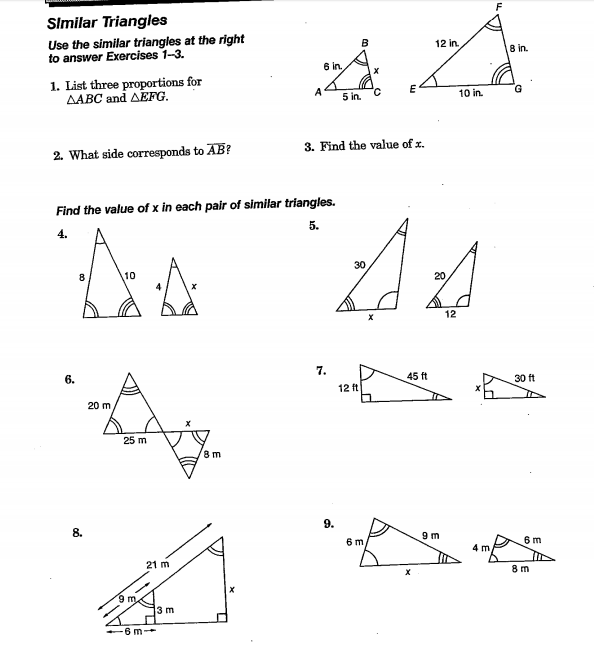 Similar Triangles
Use the similar triangles at the right
to answer Exercises 1–3.
1. List three proportions for
△ABC and △EFG.
B
6 in.
x
A
5 in.
C
F
12 in.
8 in.
E
10 in.
G
2. What side corresponds to AB?
3. Find the value of x.
Find the value of x in each pair of similar triangles.
4.
8
10
4
x
5.
30
x
20
12
6.
20 m
25 m
x
8 m
7.
12 ft
45 ft
x
30 ft
8.
21 m
9 m
3 m
6 m
x
9.
6 m
9 m
x
4 m
6 m
8 m